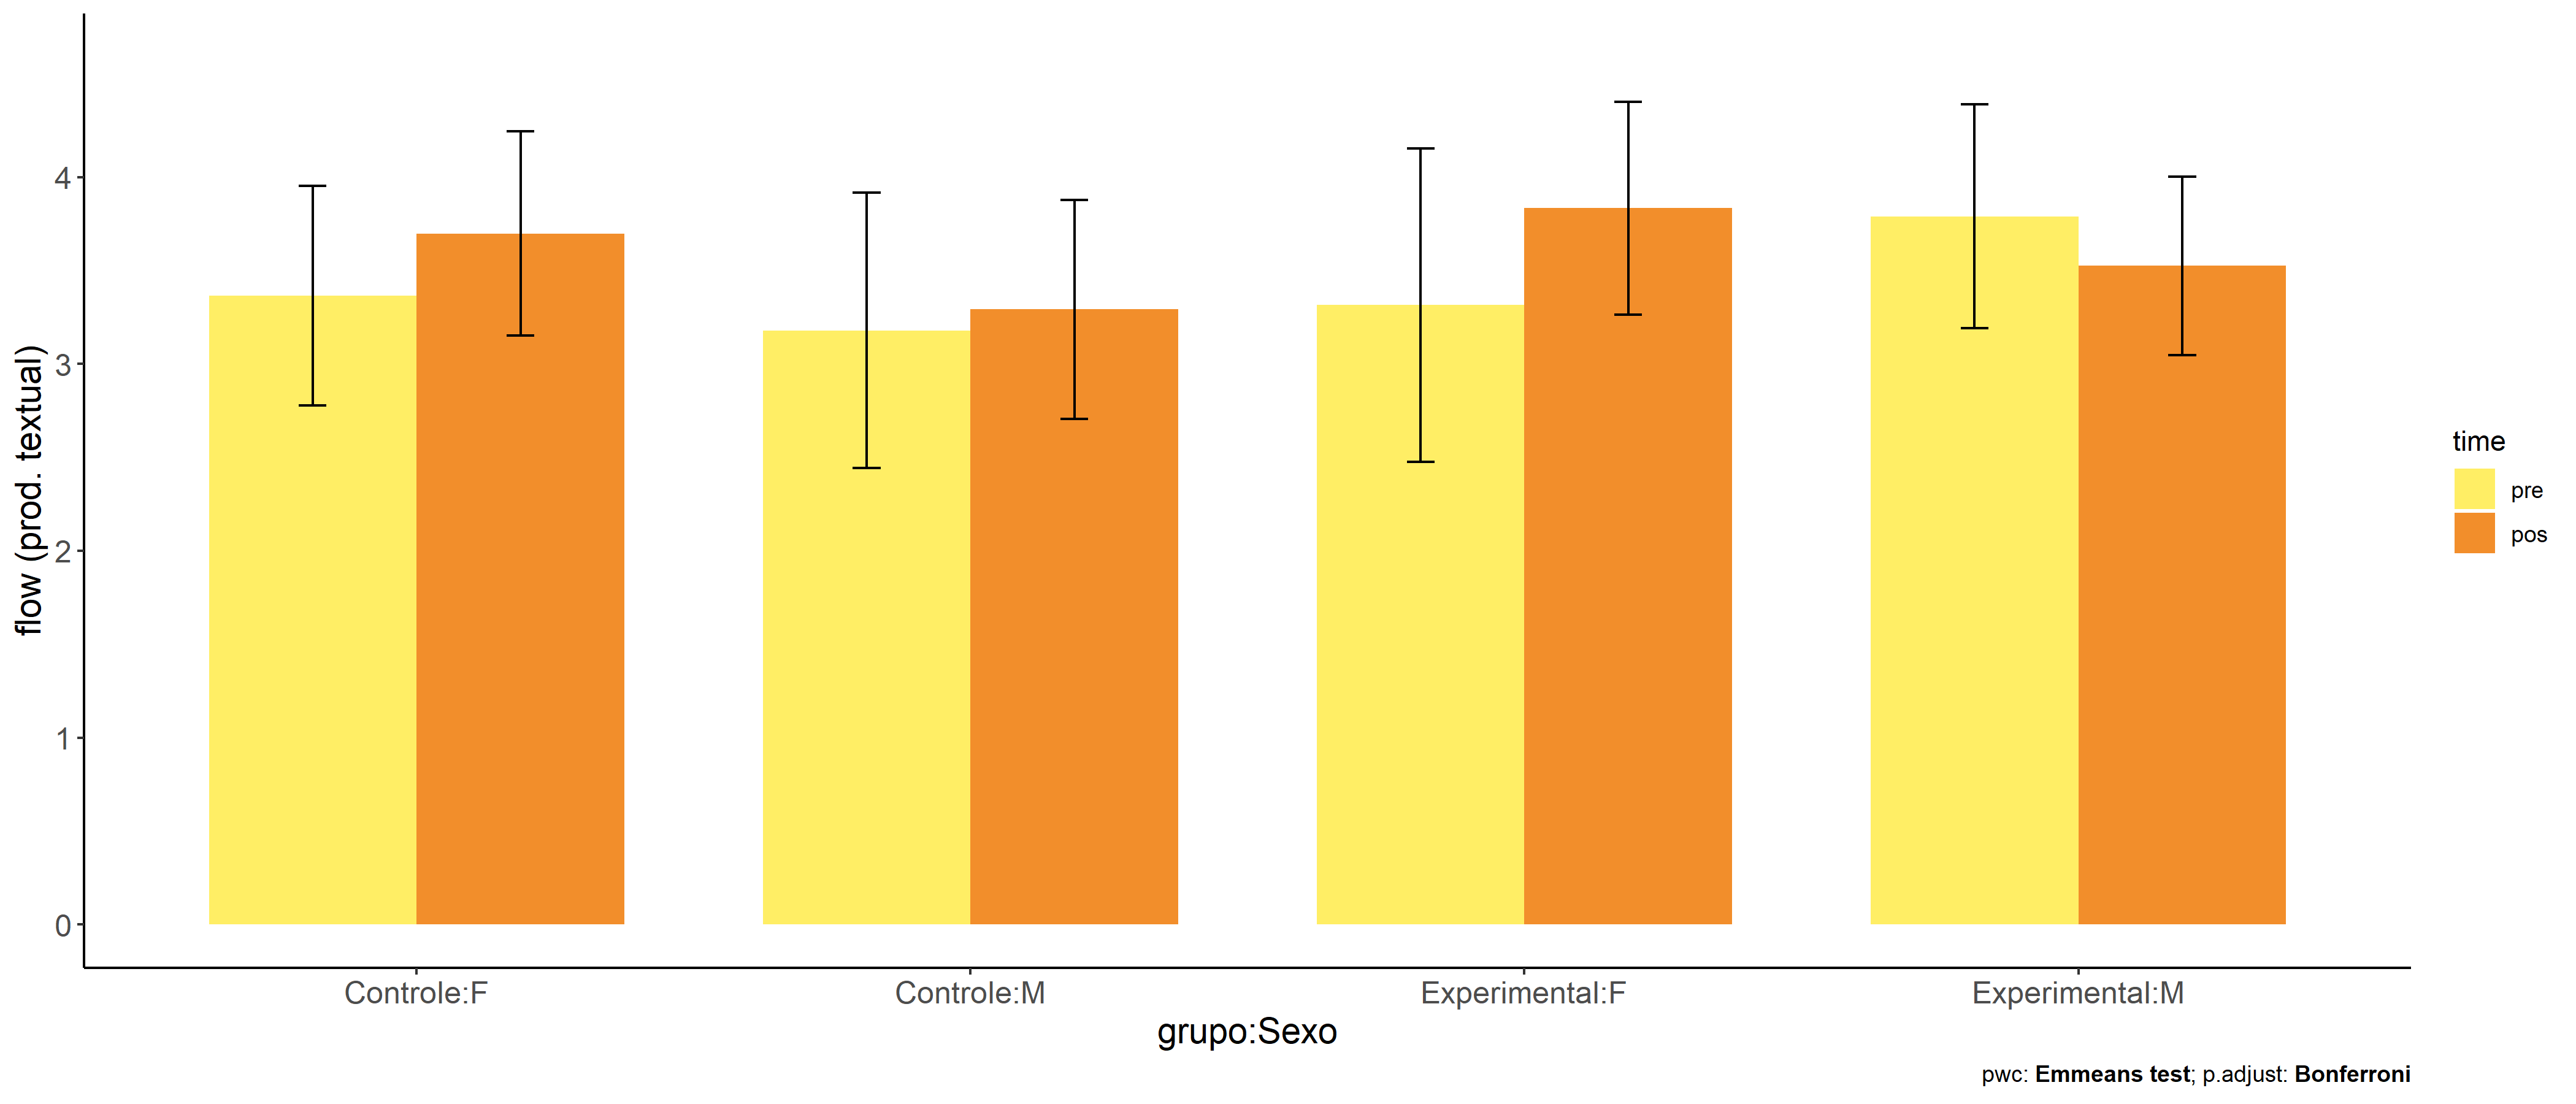 flow (prod. textual)
4
3
2
1
0
Controle:F
Controle:M
Experimental:F
Experimental:M
grupo:Sexo
time
pre
pos
pwc: Emmeans test; p.adjust: Bonferroni